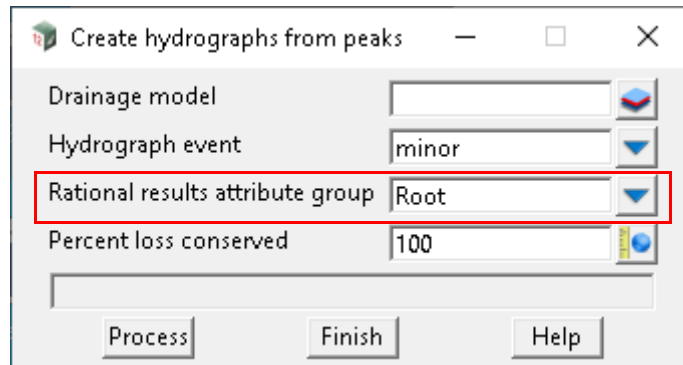 Create hydrographs from peaks
Drainage model
Hydrograph event minor
Rational results attribute group Root
Percent loss conserved 100
Process Finish Help